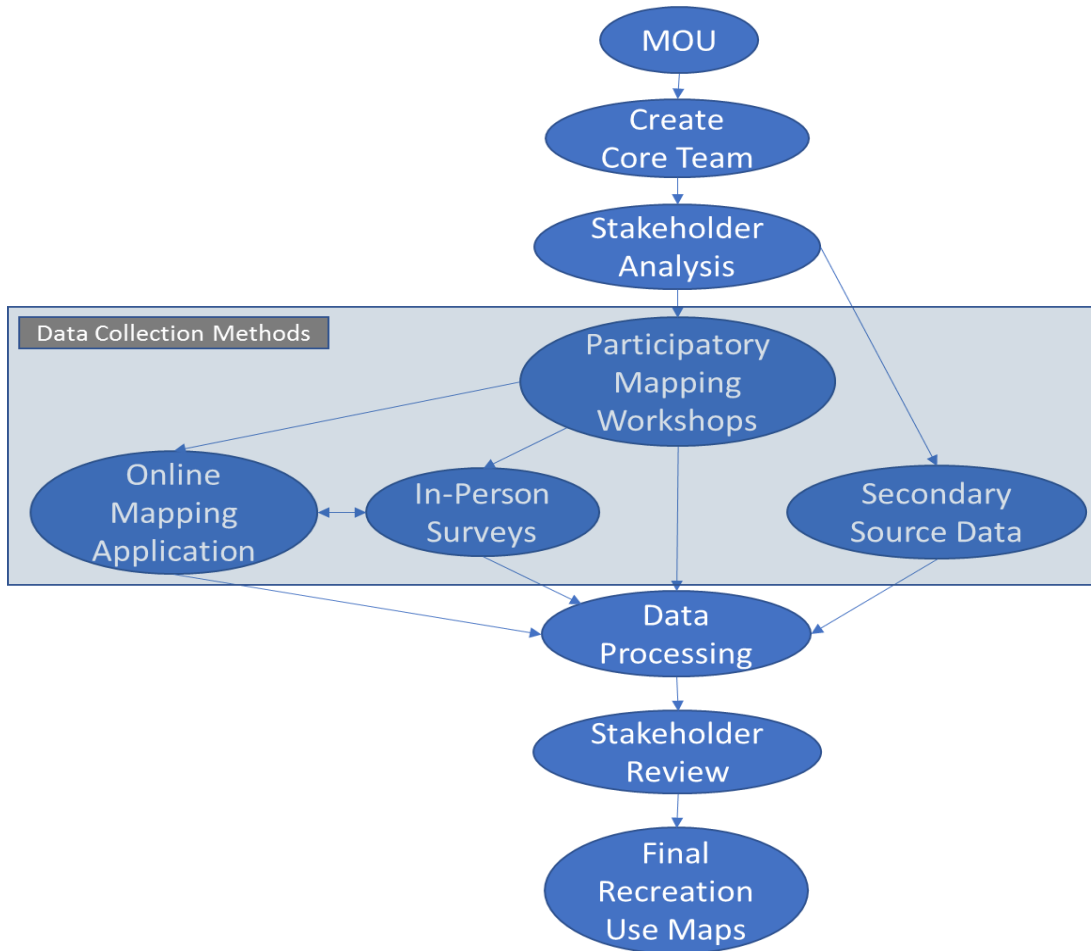 MOU
Create
Core Team
Stakeholder
Analysis
Data Collection Methods
Participatory
Mapping
Workshops
Online
Mapping
Application
In-Person
Surveys
Secondary
Source Data
Data
Processing
Stakeholder
Review
Final
Recreation
Use Maps